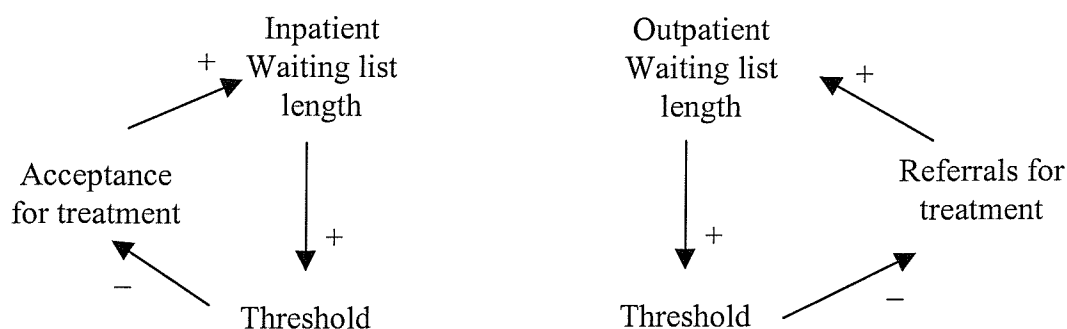 Inpatient
Waiting list
length
+
Acceptance
for treatment
+
−
Threshold
Outpatient
Waiting list
length
+
Referrals for
treatment
+
−
Threshold